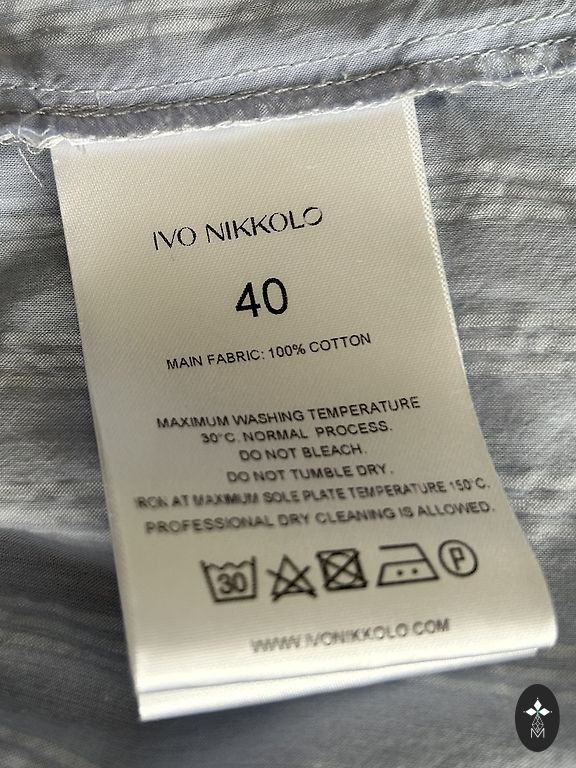 IVO NIKKOLO
40
MAIN FABRIC: 100% COTTON
MAXIMUM WASHING TEMPERATURE
30°C. NORMAL PROCESS.
DO NOT BLEACH.
DO NOT TUMBLE DRY.
IRON AT MAXIMUM SOLE PLATE TEMPERATURE 150°C.
PROFESSIONAL DRY CLEANING IS ALLOWED.
30 P
WWW.IVONIKKOLO.COM
M